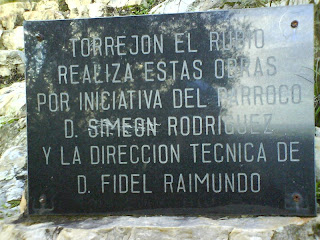 TORREJON EL RUBIO
REALIZA ESTAS OBRAS
POR INICIATIVA DEL PARROCO
D. SIMEON RODRIGUEZ
Y LA DIRECCION TECNICA DE
D. FIDEL RAIMUNDO